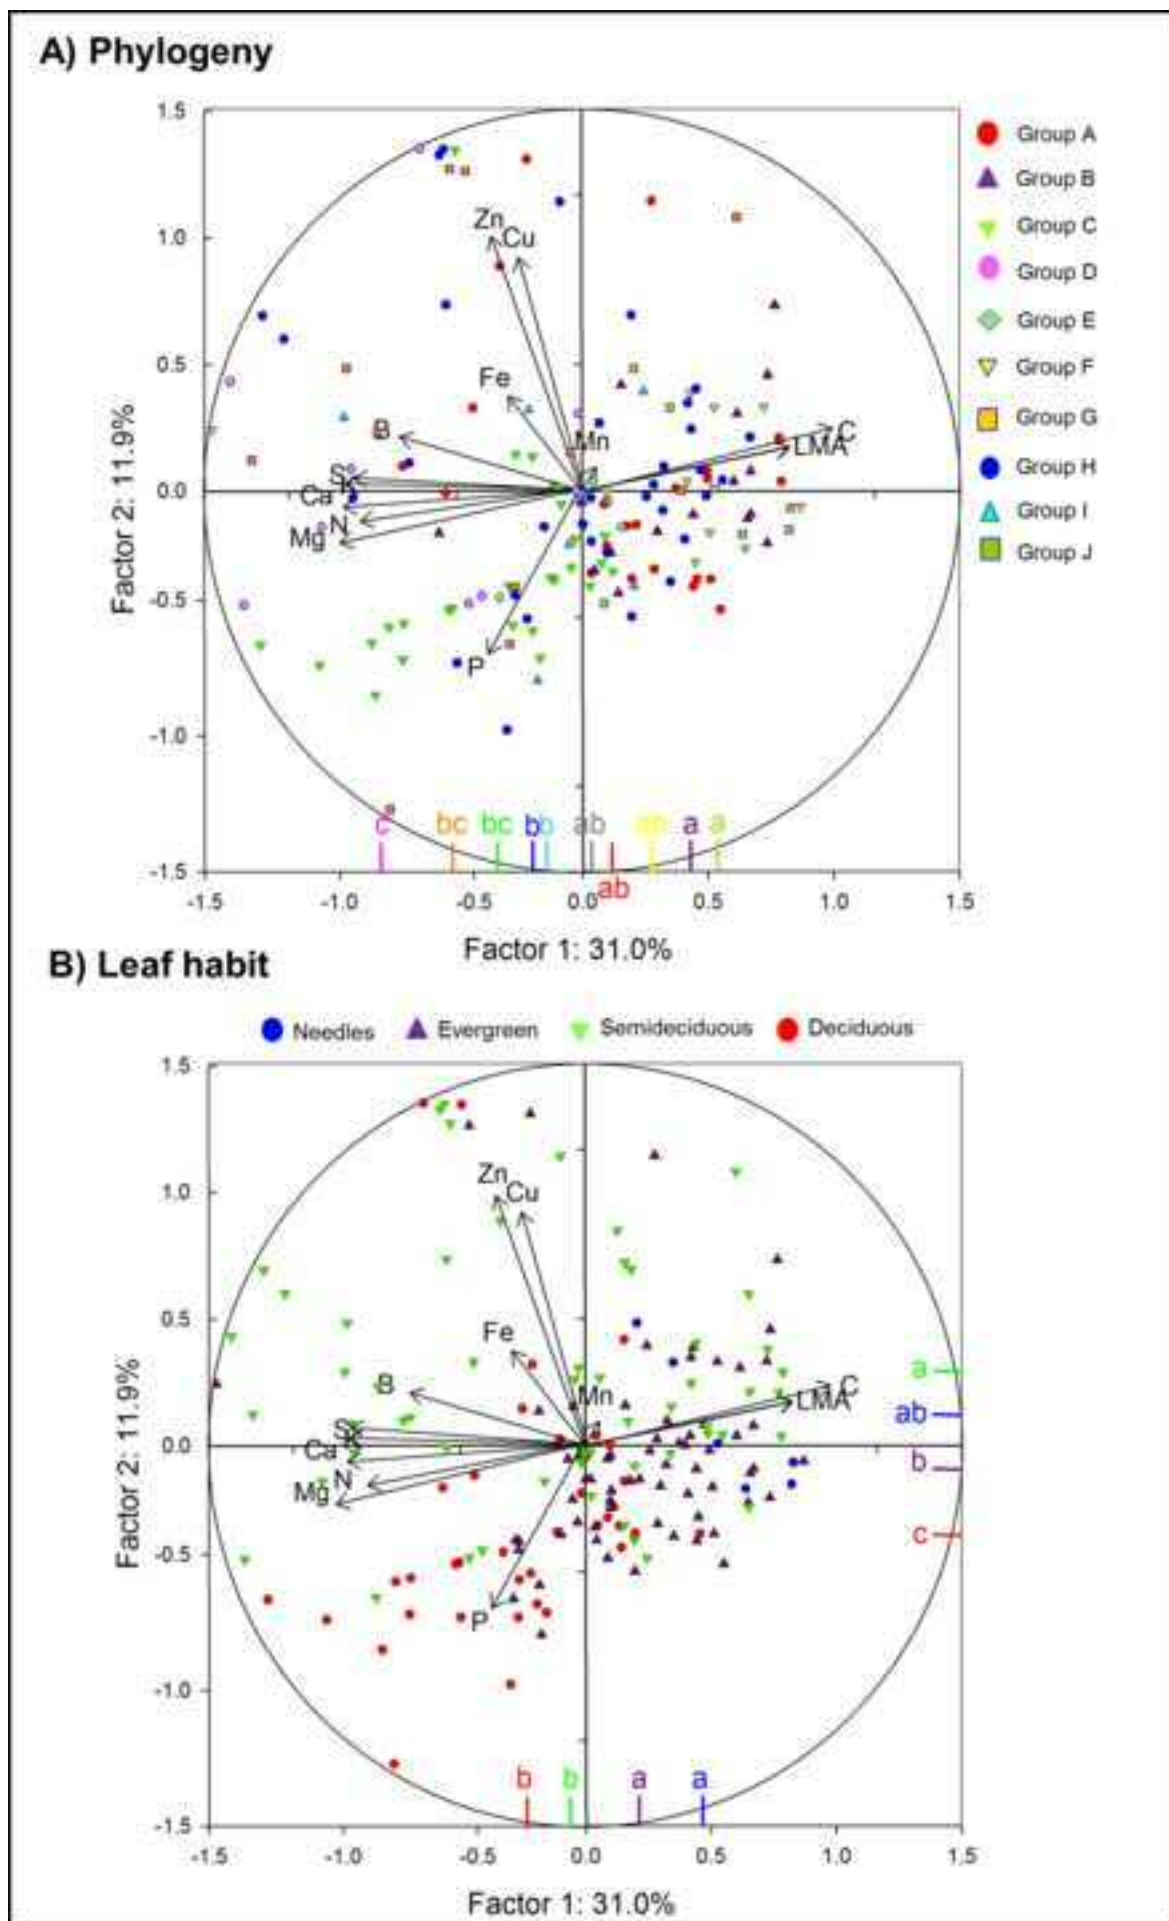 A) Phylogeny
1.5
1.0
0.5
0.0
-0.5
-1.0
-1.5
Factor 2: 11.9%
Zn
Cu
Fe
B
Mn
C
LMA
S
K
Ca
N
Mg
P
c
bc
bc
b
b
ab
ab
ab
a
a
-1.5
-1.0
-0.5
0.0
0.5
1.0
1.5
Factor 1: 31.0%
Group A
Group B
Group C
Group D
Group E
Group F
Group G
Group H
Group I
Group J
B) Leaf habit
Needles
Evergreen
Semideciduous
Deciduous
1.5
1.0
0.5
0.0
-0.5
-1.0
-1.5
Factor 2: 11.9%
Zn
Cu
Fe
B
Mn
C
LMA
S
K
Ca
N
Mg
P
a
ab
b
c
b
b
a
a
-1.5
-1.0
-0.5
0.0
0.5
1.0
1.5
Factor 1: 31.0%